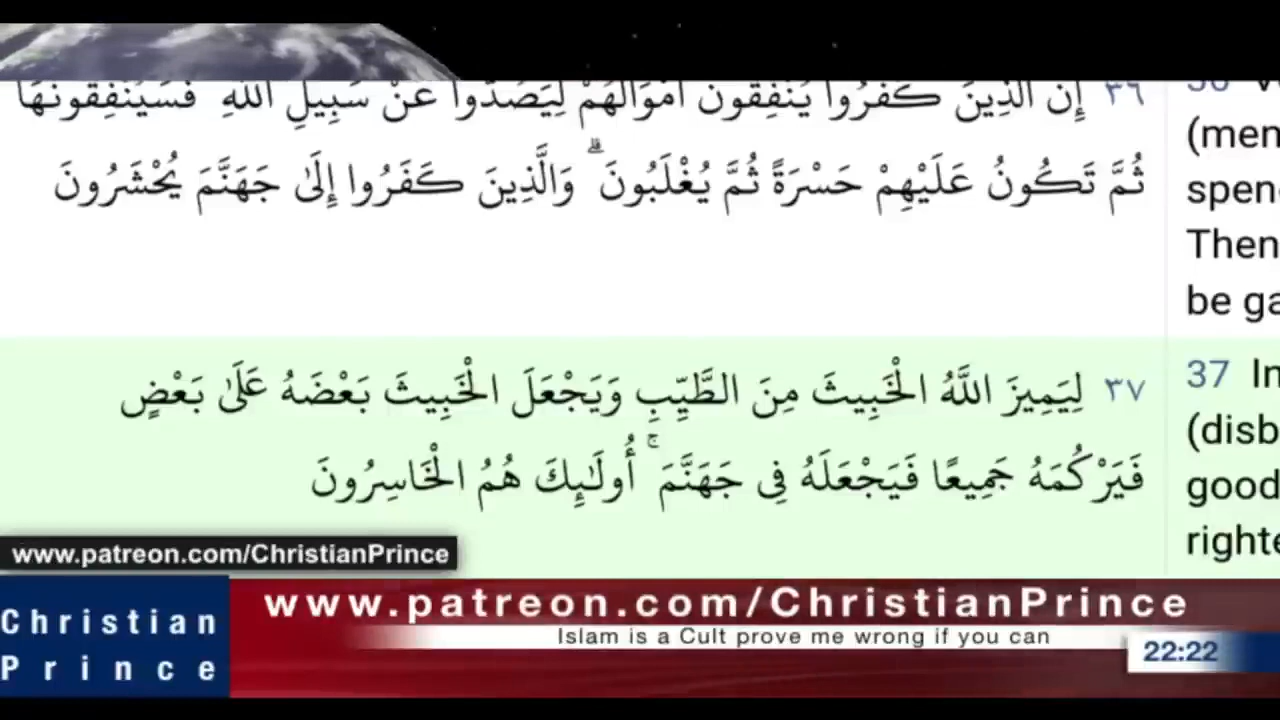 ٣٦ إِنَّ الَّذِينَ كَفَرُوا يُنْفِقُونَ أَمْوَالَهُمْ لِيَصُدُّوا عَنْ سَبِيلِ اللَّهِ فَسَيُنْفِقُونَهَا
ثُمَّ تَكُونُ عَلَيْهِمْ حَسْرَةً ثُمَّ يُغْلَبُونَ ۗ وَالَّذِينَ كَفَرُوا إِلَىٰ جَهَنَّمَ يُحْشَرُونَ
(men
spen
Then
be ga
٣٧ لِيَمِيزَ اللَّهُ الْخَبِيثَ مِنَ الطَّيِّبِ وَيَجْعَلَ الْخَبِيثَ بَعْضَهُ عَلَىٰ بَعْضٍ
فَيَرْكُمَهُ جَمِيعًا فَيَجْعَلَهُ فِي جَهَنَّمَ ۚ أُولَٰئِكَ هُمُ الْخَاسِرُونَ
37 In
(disb
good
righte
www.patreon.com/ChristianPrince
Christian
Prince
www.patreon.com/ChristianPrince
Islam is a Cult prove me wrong if you can
22:22